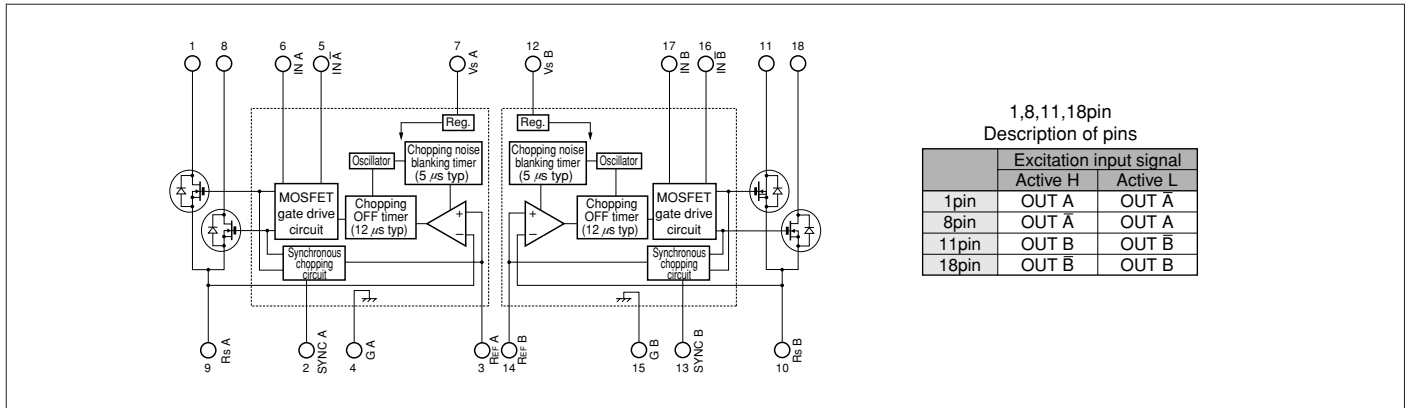 1 8 6 5 7 12 17 16 11 18
IN A
IN A̅
Vs A
Vs B
IN B
IN B̅
Reg.
Reg.
Oscillator
Chopping noise
blanking timer
(5 μs typ)
Chopping noise
blanking timer
(5 μs typ)
Oscillator
MOSFET
gate drive
circuit
Chopping
OFF timer
(12 μs typ)
+
−
+
−
Chopping
OFF timer
(12 μs typ)
MOSFET
gate drive
circuit
Synchronous
chopping
circuit
Synchronous
chopping
circuit
Rs A
SYNC A
G A
REF A
REF B
G B
SYNC B
Rs B
9 2 4 3 14 15 13 10
1,8,11,18pin
Description of pins
Excitation input signal
Active H Active L
1pin OUT A OUT A̅
8pin OUT A̅ OUT A
11pin OUT B OUT B̅
18pin OUT B̅ OUT B